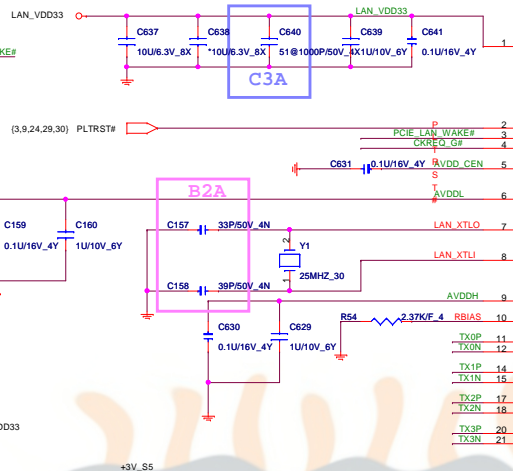 LAN_VDD33
LAN_VDD33
C637
C638
C640
C639
C641
10U/6.3V_8X
*10U/6.3V_8X
51@1000P/50V_4X
1U/10V_6Y
0.1U/16V_4Y
1
KE#
C3A
{3,9,24,29,30} PLTRST#
PLTRST#
2
PCIE_LAN_WAKE#
3
CKREQ_G#
4
C631
0.1U/16V_4Y
AVDD_CEN
5
B2A
AVDDL
6
C159
C160
0.1U/16V_4Y
1U/10V_6Y
C157
33P/50V_4N
LAN_XTLO
7
2
Y1
LAN_XTLI
8
1
25MHZ_30
C158
39P/50V_4N
AVDDH
9
C630
C629
0.1U/16V_4Y
1U/10V_6Y
R54
2.37K/F_4
RBIAS
10
TX0P
11
TX0N
12
TX1P
14
TX1N
15
TX2P
17
TX2N
18
TX3P
20
TX3N
21
VDD33
+3V_S5